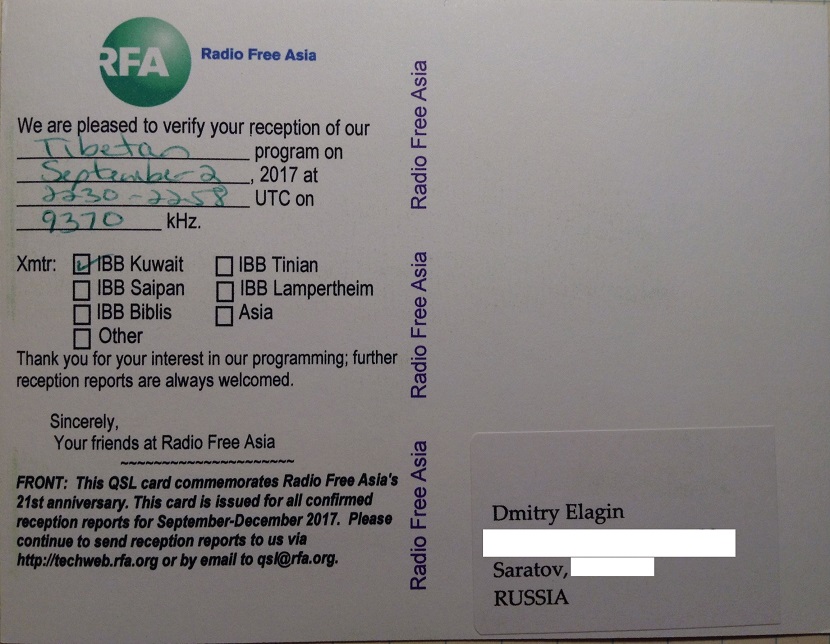 RFA
Radio Free Asia
We are pleased to verify your reception of our
Tibetan program on
September 2, 2017 at
2230-2258 UTC on
9370 kHz.
Xmtr: IBB Kuwait IBB Tinian
IBB Saipan IBB Lampertheim
IBB Biblis Asia
Other
Thank you for your interest in our programming; further
reception reports are always welcomed.
Sincerely,
Your friends at Radio Free Asia
~~~~~~~~~~~~~~~~~~~~~
FRONT: This QSL card commemorates Radio Free Asia's
21st anniversary. This card is issued for all confirmed
reception reports for September-December 2017. Please
continue to send reception reports to us via
http://techweb.rfa.org or by email to qsl@rfa.org.
Radio Free Asia
Radio Free Asia
Radio Free Asia
Dmitry Elagin
Saratov,
RUSSIA